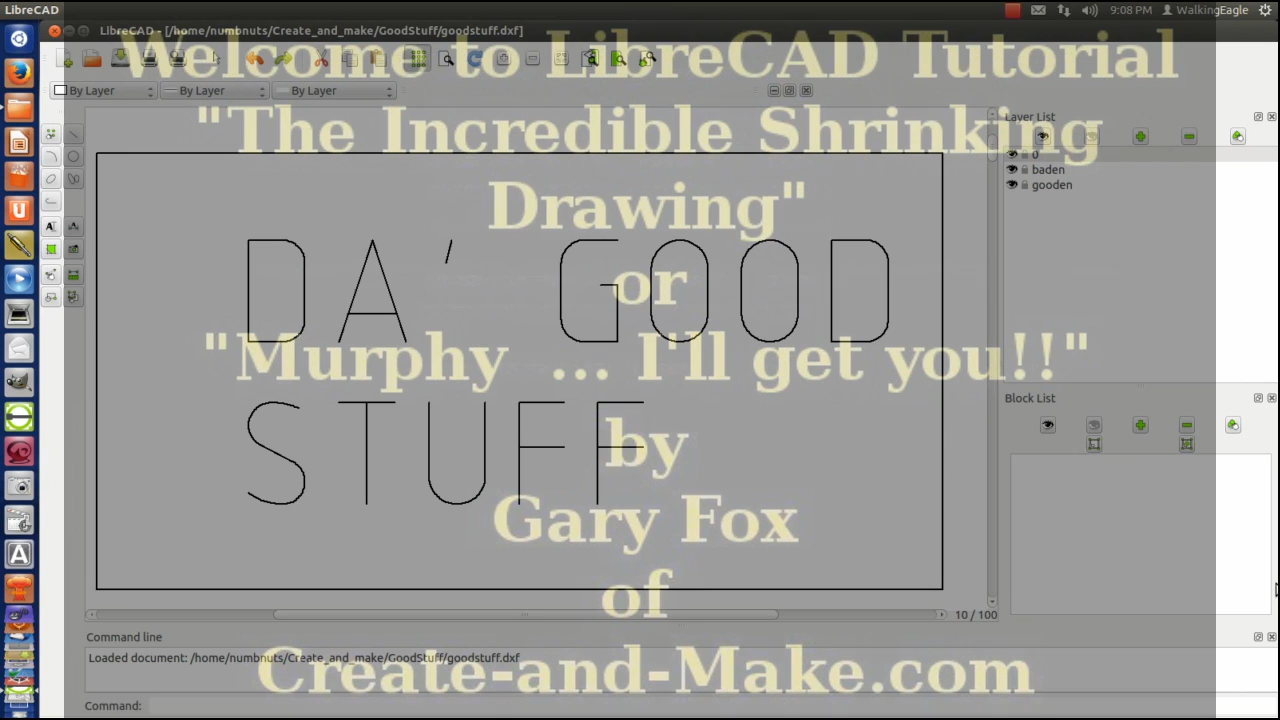 LibreCAD
9:08 PM
WalkingEagle
LibreCAD - [/home/numbnuts/Create_and_make/GoodStuff/goodstuff.dxf]
Welcome to LibreCAD Tutorial
"The Incredible Shrinking
Drawing"
or
"Murphy ... I'll get you!!"
by
Gary Fox
of
Create-and-Make.com
By Layer
By Layer
By Layer
Layer List
0
baden
gooden
DA' GOOD
STUFF
Block List
10 / 100
Command line
Loaded document: /home/numbnuts/Create_and_make/GoodStuff/goodstuff.dxf
Command: